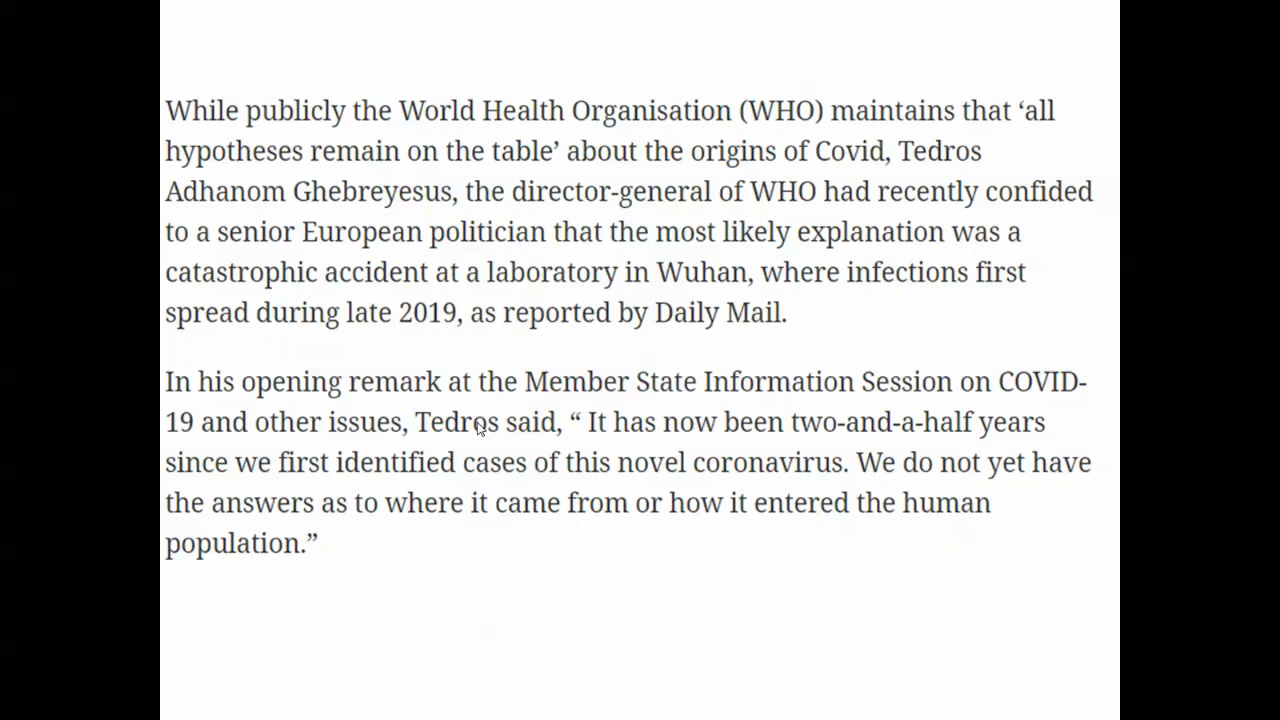 While publicly the World Health Organisation (WHO) maintains that ‘all
hypotheses remain on the table’ about the origins of Covid, Tedros
Adhanom Ghebreyesus, the director-general of WHO had recently confided
to a senior European politician that the most likely explanation was a
catastrophic accident at a laboratory in Wuhan, where infections first
spread during late 2019, as reported by Daily Mail.
In his opening remark at the Member State Information Session on COVID-
19 and other issues, Tedros said, “ It has now been two-and-a-half years
since we first identified cases of this novel coronavirus. We do not yet have
the answers as to where it came from or how it entered the human
population.”